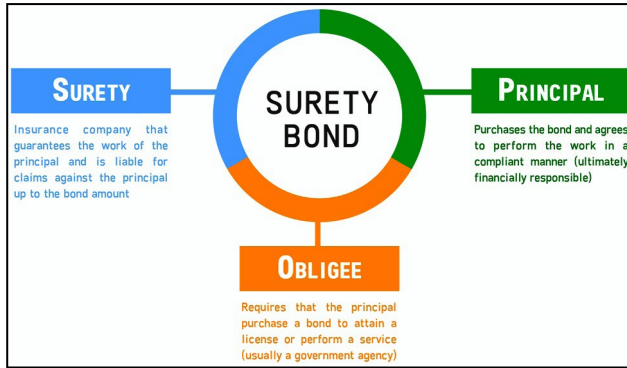 SURETY
BOND
SURETY
Insurance company that
guarantees the work of the
principal and is liable for
claims against the principal
up to the bond amount
PRINCIPAL
Purchases the bond and agrees
to perform the work in a
compliant manner (ultimately
financially responsible)
OBLIGEE
Requires that the principal
purchase a bond to attain a
license or perform a service
(usually a government agency)